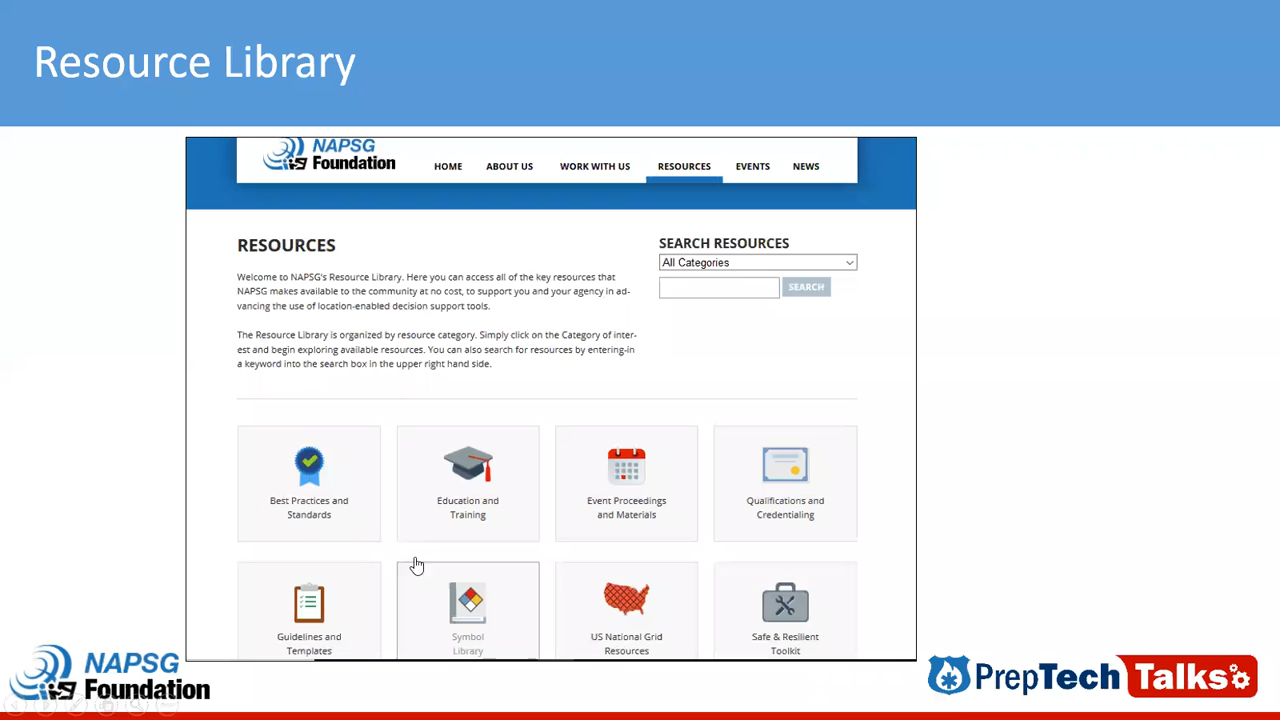 Resource Library
NAPSG
Foundation
HOME ABOUT US WORK WITH US RESOURCES EVENTS NEWS
RESOURCES
Welcome to NAPSG's Resource Library. Here you can access all of the key resources that
NAPSG makes available to the community at no cost, to support you and your agency in ad-
vancing the use of location-enabled decision support tools.
The Resource Library is organized by resource category. Simply click on the Category of inter-
est and begin exploring available resources. You can also search for resources by entering-in
a keyword into the search box in the upper right hand side.
SEARCH RESOURCES
All Categories
SEARCH
Best Practices and
Standards
Education and
Training
Event Proceedings
and Materials
Qualifications and
Credentialing
Guidelines and
Templates
Symbol
Library
US National Grid
Resources
Safe & Resilient
Toolkit
NAPSG
Foundation
PrepTech Talks